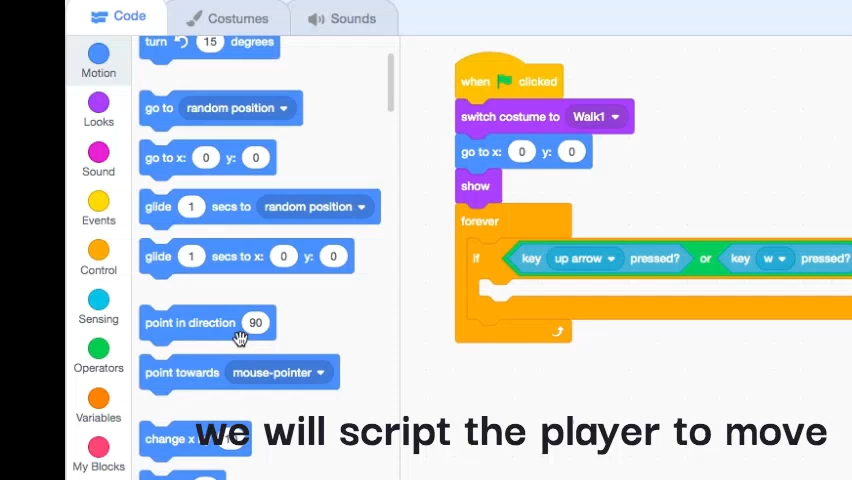 Code Costumes Sounds
Motion
Looks
Sound
Events
Control
Sensing
Operators
Variables
My Blocks
turn 15 degrees
go to random position
go to x: 0 y: 0
glide 1 secs to random position
glide 1 secs to x: 0 y: 0
point in direction 90
point towards mouse-pointer
change x
when clicked
switch costume to Walk1
go to x: 0 y: 0
show
forever
if key up arrow pressed? or key w pressed?
we will script the player to move